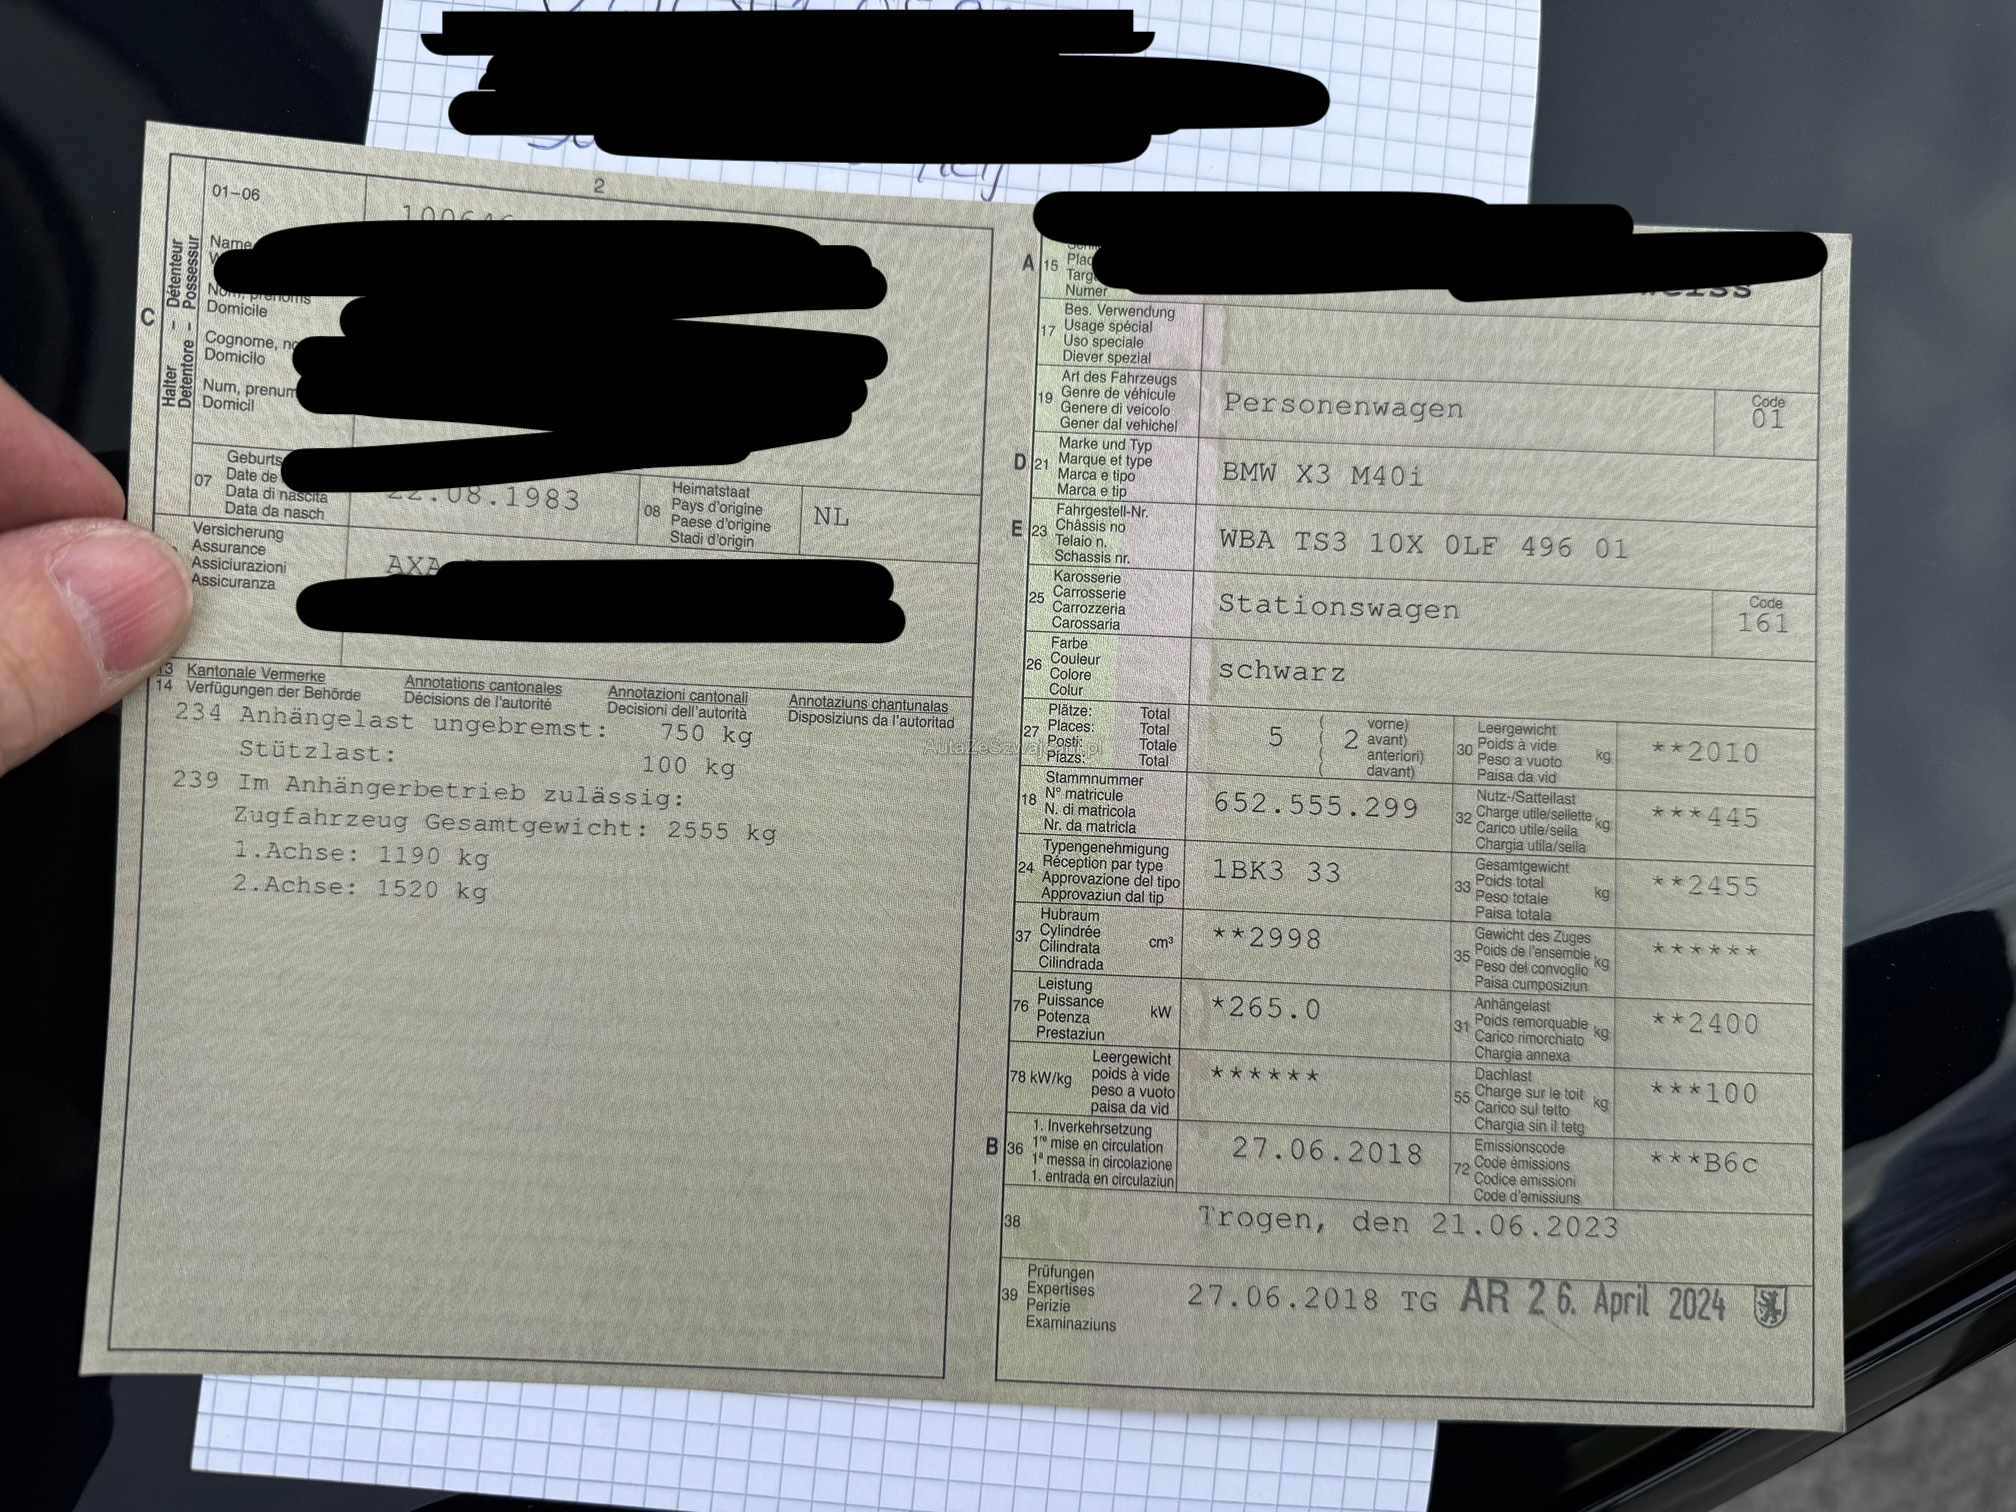 2
01-06
C
Halter – Détenteur
Detentore – Possessur
Name
Nom, prénoms
Domicile
Cognome, no
Domicilo
Num, prenum
Domicil
07
Geburts
Date de
Data di nascita
Data da nasch
22.08.1983
08
Heimatstaat
Pays d'origine
Paese d'origine
Stadi d'origin
NL
Versicherung
Assurance
Assiciurazioni
Assicuranza
AXA
13 Kantonale Vermerke Annotations cantonales Annotazioni cantonali Annotaziuns chantunalas
14 Verfügungen der Behörde Décisions de l'autorité Decisioni dell'autorità Disposiziuns da l'autoritad
234 Anhängelast ungebremst: 750 kg
Stützlast: 100 kg
239 Im Anhängerbetrieb zulässig:
Zugfahrzeug Gesamtgewicht: 2555 kg
1.Achse: 1190 kg
2.Achse: 1520 kg
AutaZeSzwajcarii.pl
A 15
Numer
weiss
17
Bes. Verwendung
Usage spécial
Uso speciale
Diever spezial
19
Art des Fahrzeugs
Genre de véhicule
Genere di veicolo
Gener dal vehichel
Personenwagen
Code
01
D 21
Marke und Typ
Marque et type
Marca e tipo
Marca e tip
BMW X3 M40i
E 23
Fahrgestell-Nr.
Châssis no
Telaio n.
Schassis nr.
WBA TS3 10X 0LF 496 01
25
Karosserie
Carrosserie
Carrozzeria
Carossaria
Stationswagen
Code
161
26
Farbe
Couleur
Colore
Colur
schwarz
27
Plätze: Total
Places: Total
Posti: Totale
Plazs: Total
5 ( 2
vorne)
avant)
anteriori)
davant)
30
Leergewicht
Poids à vide kg
Peso a vuoto
Paisa da vid
**2010
18
Stammnummer
N° matricule
N. di matricola
Nr. da matricla
652.555.299
32
Nutz-/Sattellast
Charge utile/sellette kg
Carico utile/sella
Chargia utila/sella
***445
24
Typengenehmigung
Réception par type
Approvazione del tipo
Approvaziun dal tip
1BK3 33
33
Gesamtgewicht
Poids total kg
Peso totale
Paisa totala
**2455
37
Hubraum
Cylindrée cm³
Cilindrata
Cilindrada
**2998
35
Gewicht des Zuges
Poids de l'ensemble kg
Peso del convoglio
Paisa cumposiziun
******
76
Leistung
Puissance kW
Potenza
Prestaziun
*265.0
31
Anhängelast
Poids remorquable kg
Carico rimorchiato
Chargia annexa
**2400
78 kW/kg
Leergewicht
poids à vide
peso a vuoto
paisa da vid
******
55
Dachlast
Charge sur le toit kg
Carico sul tetto
Chargia sin il tetg
***100
B 36
1. Inverkehrsetzung
1re mise en circulation
1a messa in circolazione
1. entrada en circulaziun
27.06.2018
72
Emissionscode
Code émissions
Codice emissioni
Code d'emissiuns
***B6c
38
Trogen, den 21.06.2023
39
Prüfungen
Expertises
Perizie
Examinaziuns
27.06.2018 TG AR 26. April 2024